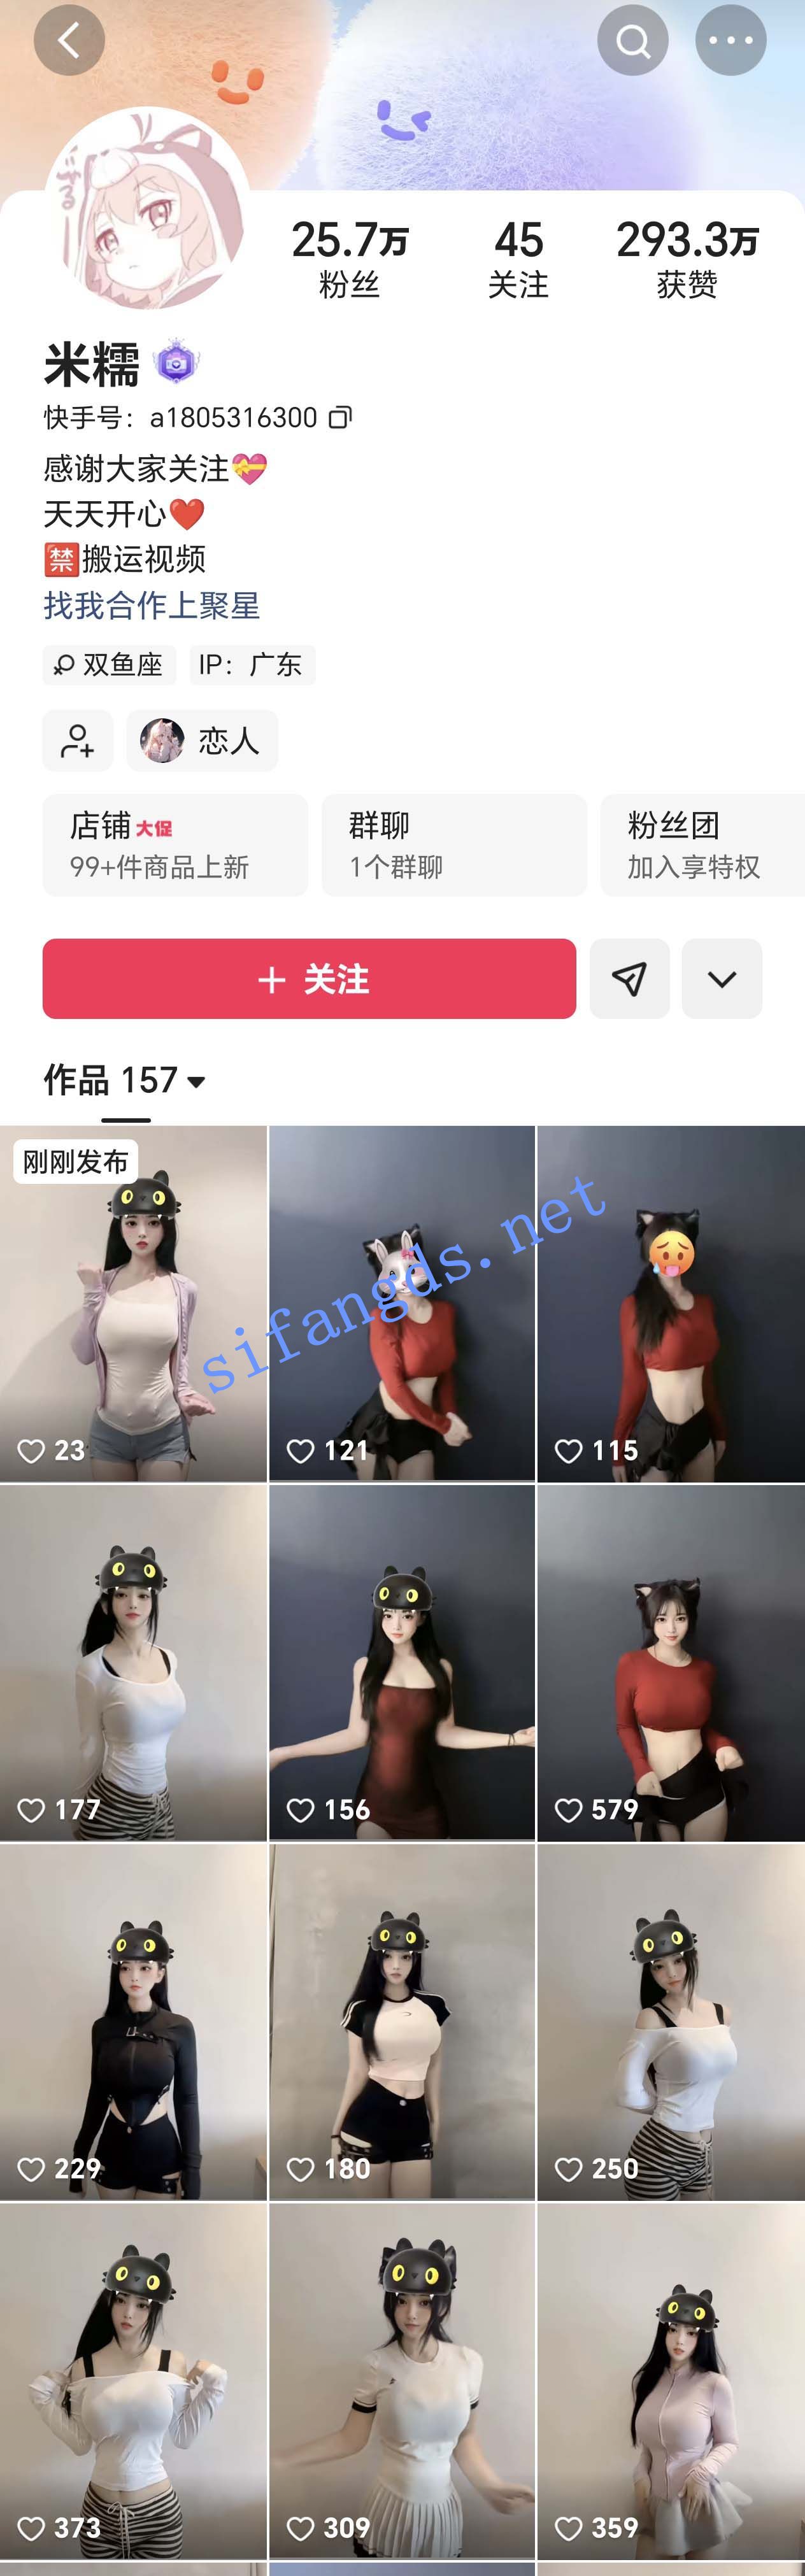 25.7万 45 293.3万
粉丝 关注 获赞
米糯
快手号：a1805316300
感谢大家关注💝
天天开心❤️
🈲搬运视频
找我合作上聚星
双鱼座 IP：广东
恋人
店铺大促 群聊 粉丝团
99+件商品上新 1个群聊 加入享特权
+ 关注
作品 157
刚刚发布
sifangds.net
23 121 115
177 156 579
229 180 250
373 309 359